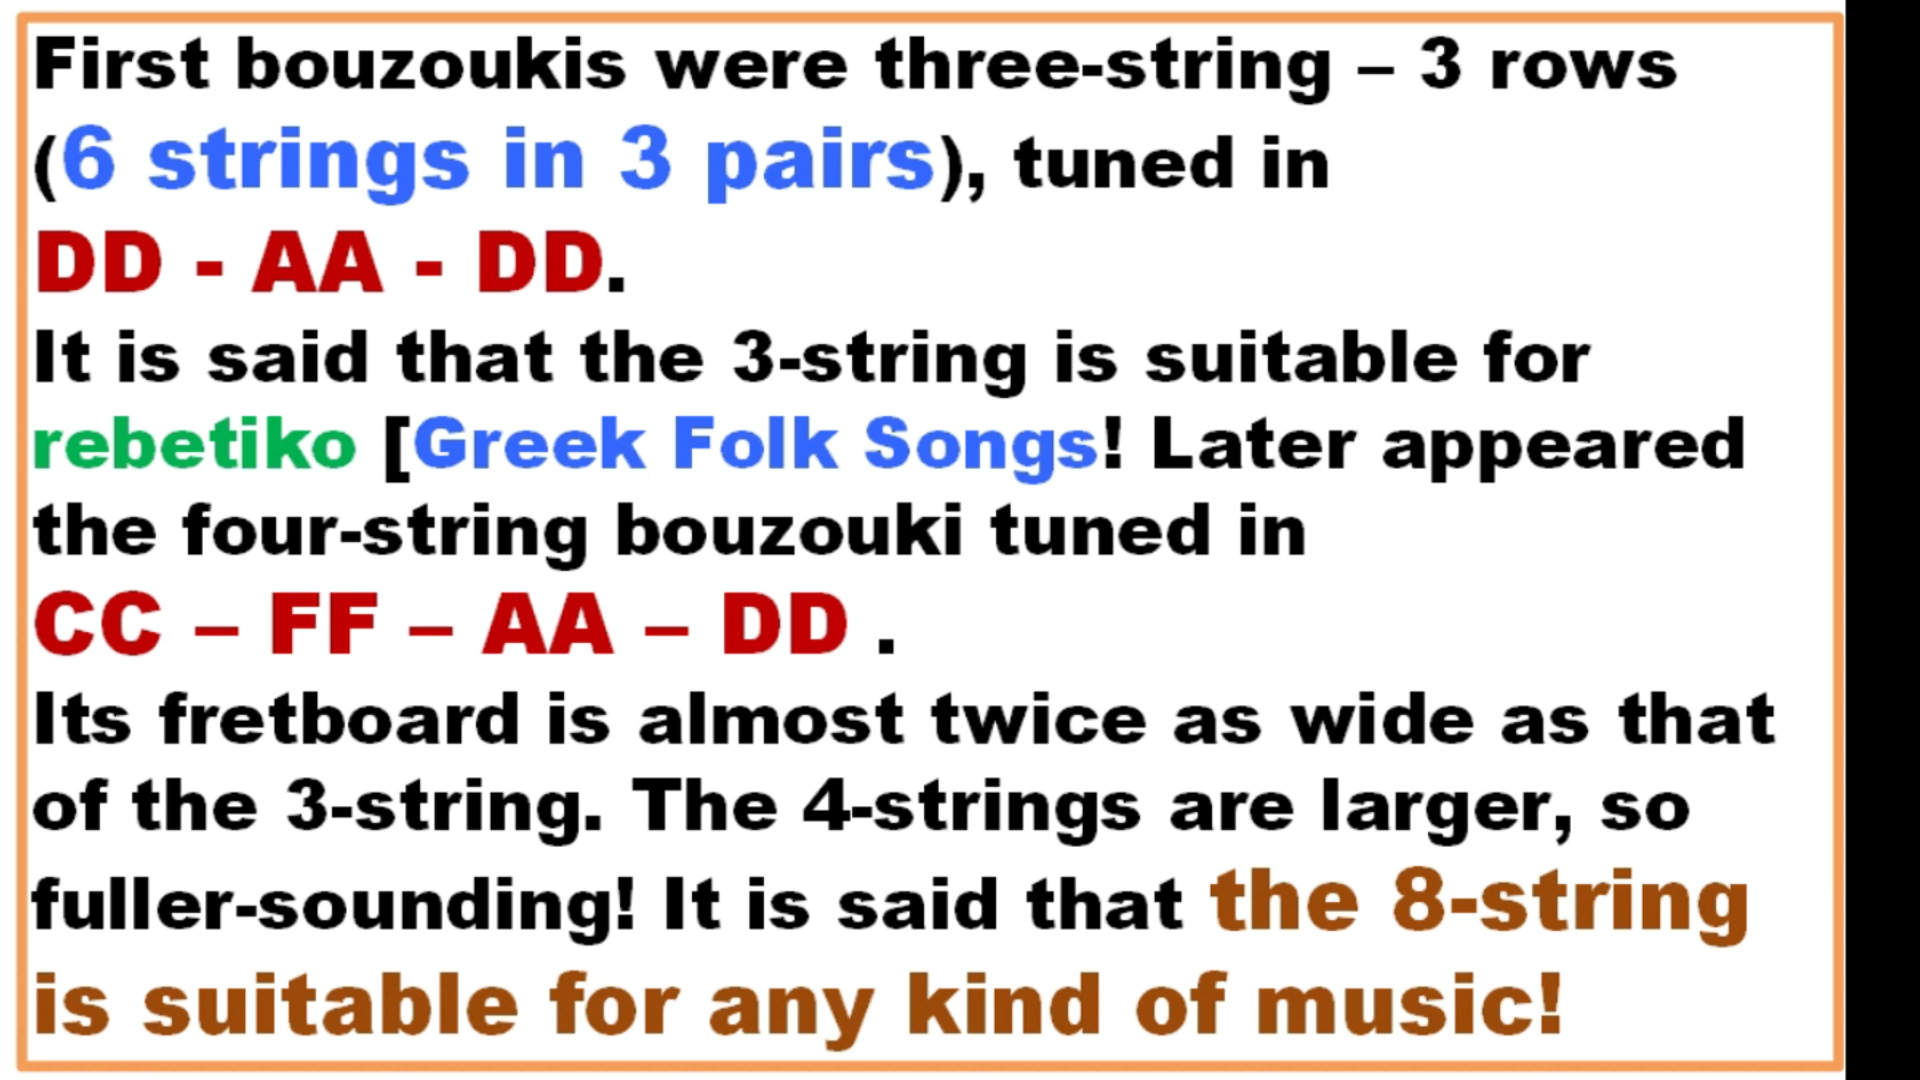 First bouzoukis were three-string – 3 rows
(6 strings in 3 pairs), tuned in
DD - AA - DD.
It is said that the 3-string is suitable for
rebetiko [Greek Folk Songs! Later appeared
the four-string bouzouki tuned in
CC – FF – AA – DD .
Its fretboard is almost twice as wide as that
of the 3-string. The 4-strings are larger, so
fuller-sounding! It is said that the 8-string
is suitable for any kind of music!